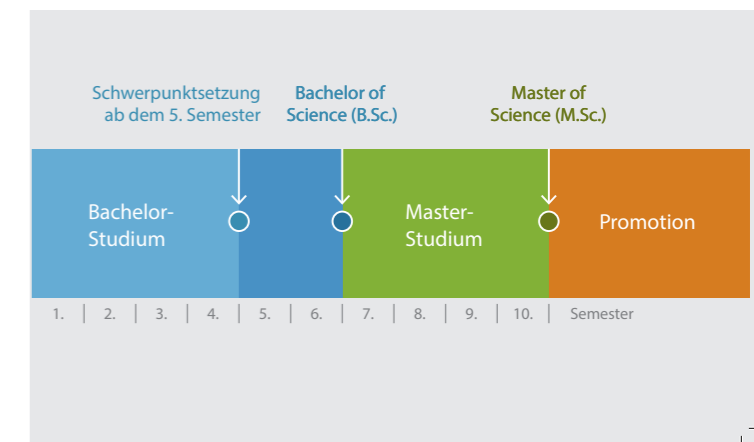 Schwerpunktsetzung
ab dem 5. Semester
Bachelor of
Science (B.Sc.)
Master of
Science (M.Sc.)
Bachelor-
Studium
Master-
Studium
Promotion
1. | 2. | 3. | 4. | 5. | 6. | 7. | 8. | 9. | 10. | Semester